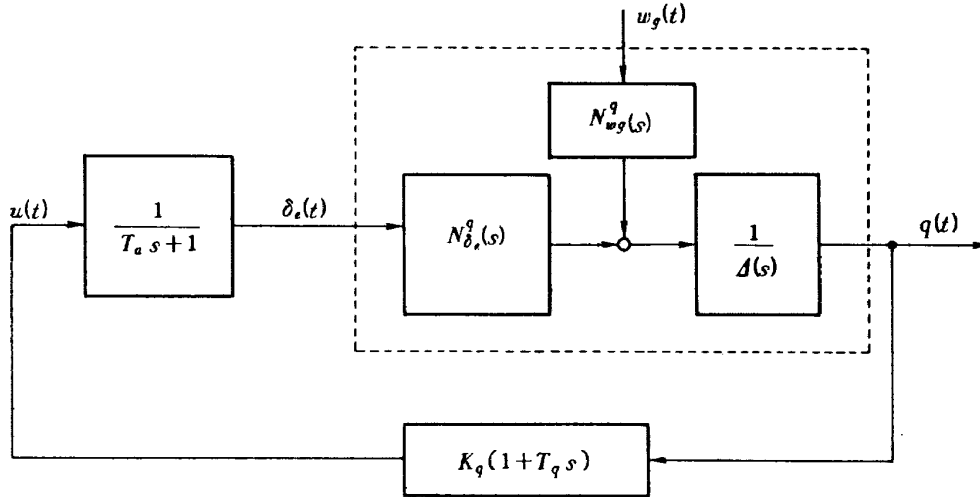 w_g(t)
N^q_{wg}(s)
u(t)
1
T_a s+1
δ_e(t)
N^q_{δ_e}(s)
1
Δ(s)
q(t)
K_q(1+T_q s)